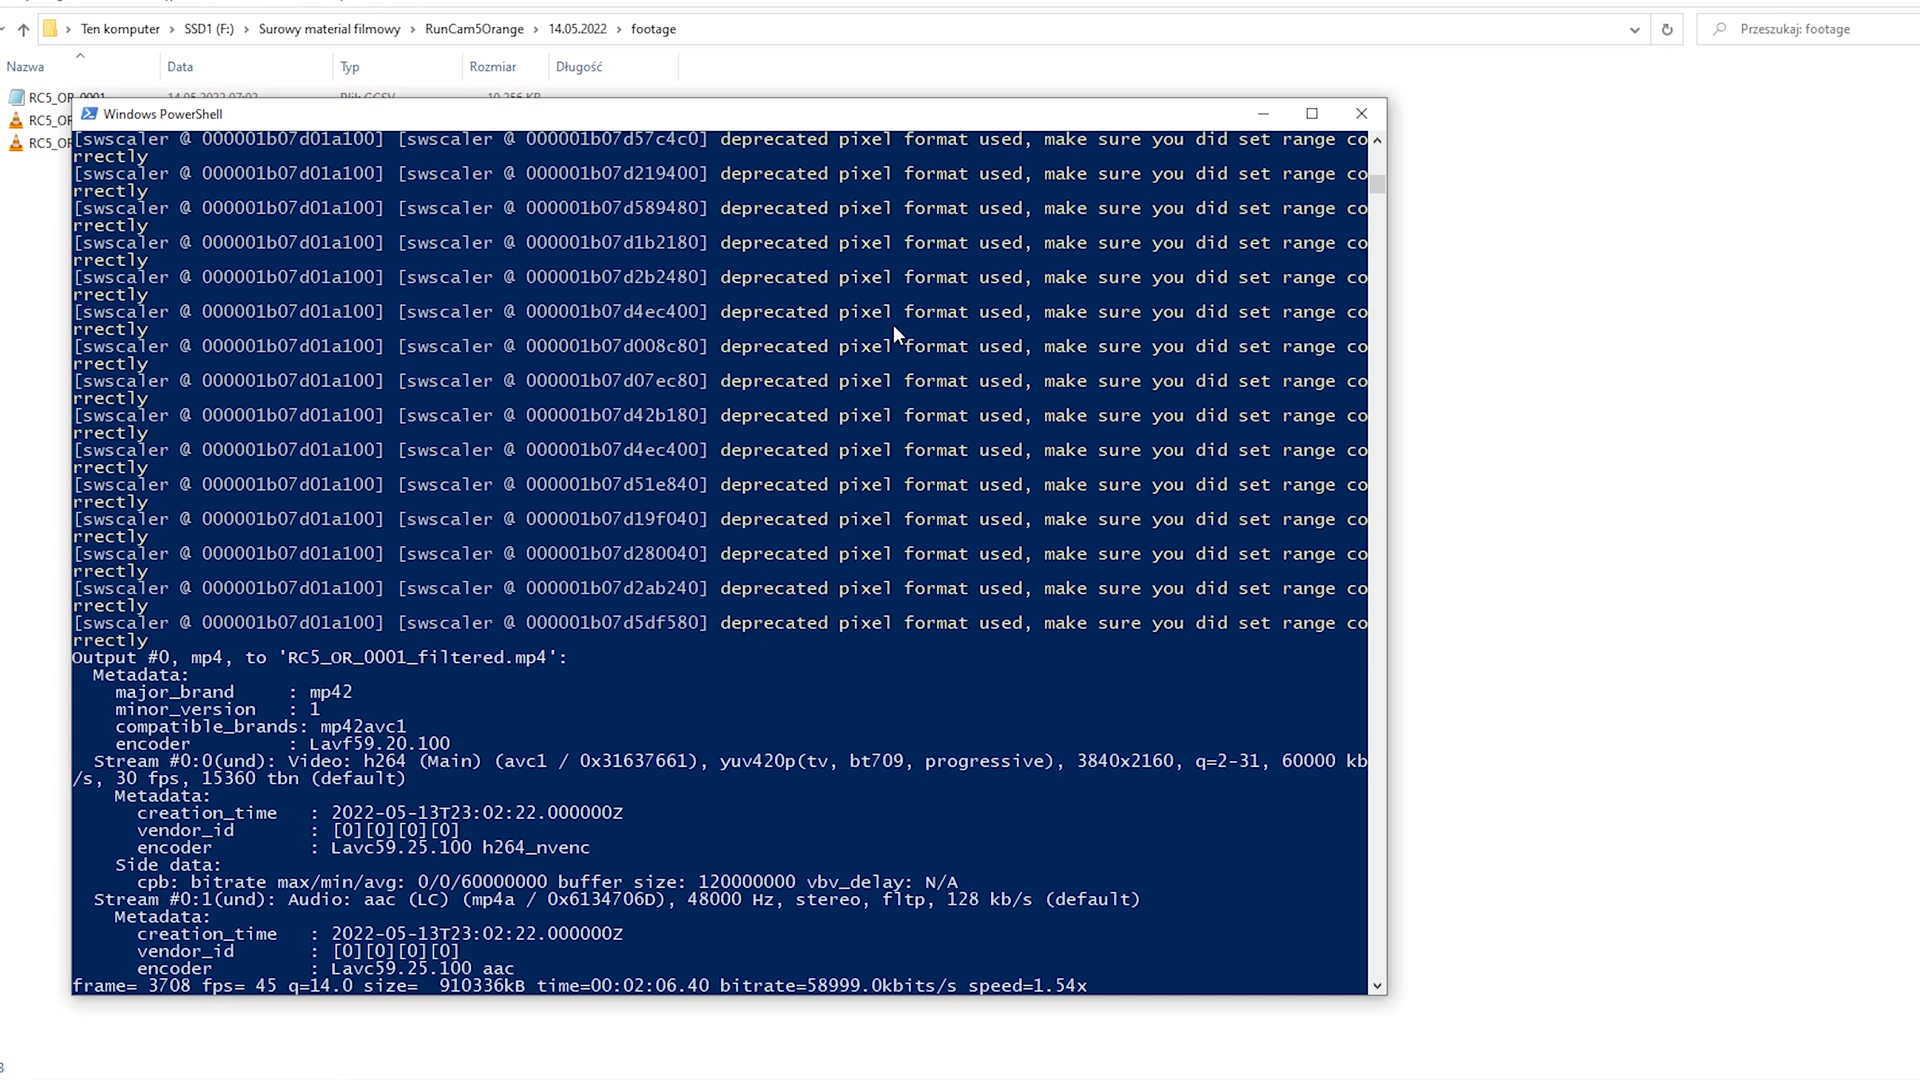 Ten komputer › SSD1 (F:) › Surowy material filmowy › RunCam5Orange › 14.05.2022 › footage
Przeszukaj: footage
Nazwa Data Typ Rozmiar Długość
RC5_OR_0001 14.05.2022 07:02 Plik GCSV 10 256 KB
RC5_OR
RC5_OR
Windows PowerShell
[swscaler @ 000001b07d01a100] [swscaler @ 000001b07d57c4c0] deprecated pixel format used, make sure you did set range co
rrectly
[swscaler @ 000001b07d01a100] [swscaler @ 000001b07d219400] deprecated pixel format used, make sure you did set range co
rrectly
[swscaler @ 000001b07d01a100] [swscaler @ 000001b07d589480] deprecated pixel format used, make sure you did set range co
rrectly
[swscaler @ 000001b07d01a100] [swscaler @ 000001b07d1b2180] deprecated pixel format used, make sure you did set range co
rrectly
[swscaler @ 000001b07d01a100] [swscaler @ 000001b07d2b2480] deprecated pixel format used, make sure you did set range co
rrectly
[swscaler @ 000001b07d01a100] [swscaler @ 000001b07d4ec400] deprecated pixel format used, make sure you did set range co
rrectly
[swscaler @ 000001b07d01a100] [swscaler @ 000001b07d008c80] deprecated pixel format used, make sure you did set range co
rrectly
[swscaler @ 000001b07d01a100] [swscaler @ 000001b07d07ec80] deprecated pixel format used, make sure you did set range co
rrectly
[swscaler @ 000001b07d01a100] [swscaler @ 000001b07d42b180] deprecated pixel format used, make sure you did set range co
rrectly
[swscaler @ 000001b07d01a100] [swscaler @ 000001b07d4ec400] deprecated pixel format used, make sure you did set range co
rrectly
[swscaler @ 000001b07d01a100] [swscaler @ 000001b07d51e840] deprecated pixel format used, make sure you did set range co
rrectly
[swscaler @ 000001b07d01a100] [swscaler @ 000001b07d19f040] deprecated pixel format used, make sure you did set range co
rrectly
[swscaler @ 000001b07d01a100] [swscaler @ 000001b07d280040] deprecated pixel format used, make sure you did set range co
rrectly
[swscaler @ 000001b07d01a100] [swscaler @ 000001b07d2ab240] deprecated pixel format used, make sure you did set range co
rrectly
[swscaler @ 000001b07d01a100] [swscaler @ 000001b07d5df580] deprecated pixel format used, make sure you did set range co
rrectly
Output #0, mp4, to 'RC5_OR_0001_filtered.mp4':
Metadata:
major_brand : mp42
minor_version : 1
compatible_brands: mp42avc1
encoder : Lavf59.20.100
Stream #0:0(und): Video: h264 (Main) (avc1 / 0x31637661), yuv420p(tv, bt709, progressive), 3840x2160, q=2-31, 60000 kb
/s, 30 fps, 15360 tbn (default)
Metadata:
creation_time : 2022-05-13T23:02:22.000000Z
vendor_id : [0][0][0][0]
encoder : Lavc59.25.100 h264_nvenc
Side data:
cpb: bitrate max/min/avg: 0/0/60000000 buffer size: 120000000 vbv_delay: N/A
Stream #0:1(und): Audio: aac (LC) (mp4a / 0x6134706D), 48000 Hz, stereo, fltp, 128 kb/s (default)
Metadata:
creation_time : 2022-05-13T23:02:22.000000Z
vendor_id : [0][0][0][0]
encoder : Lavc59.25.100 aac
frame= 3708 fps= 45 q=14.0 size= 910336kB time=00:02:06.40 bitrate=58999.0kbits/s speed=1.54x